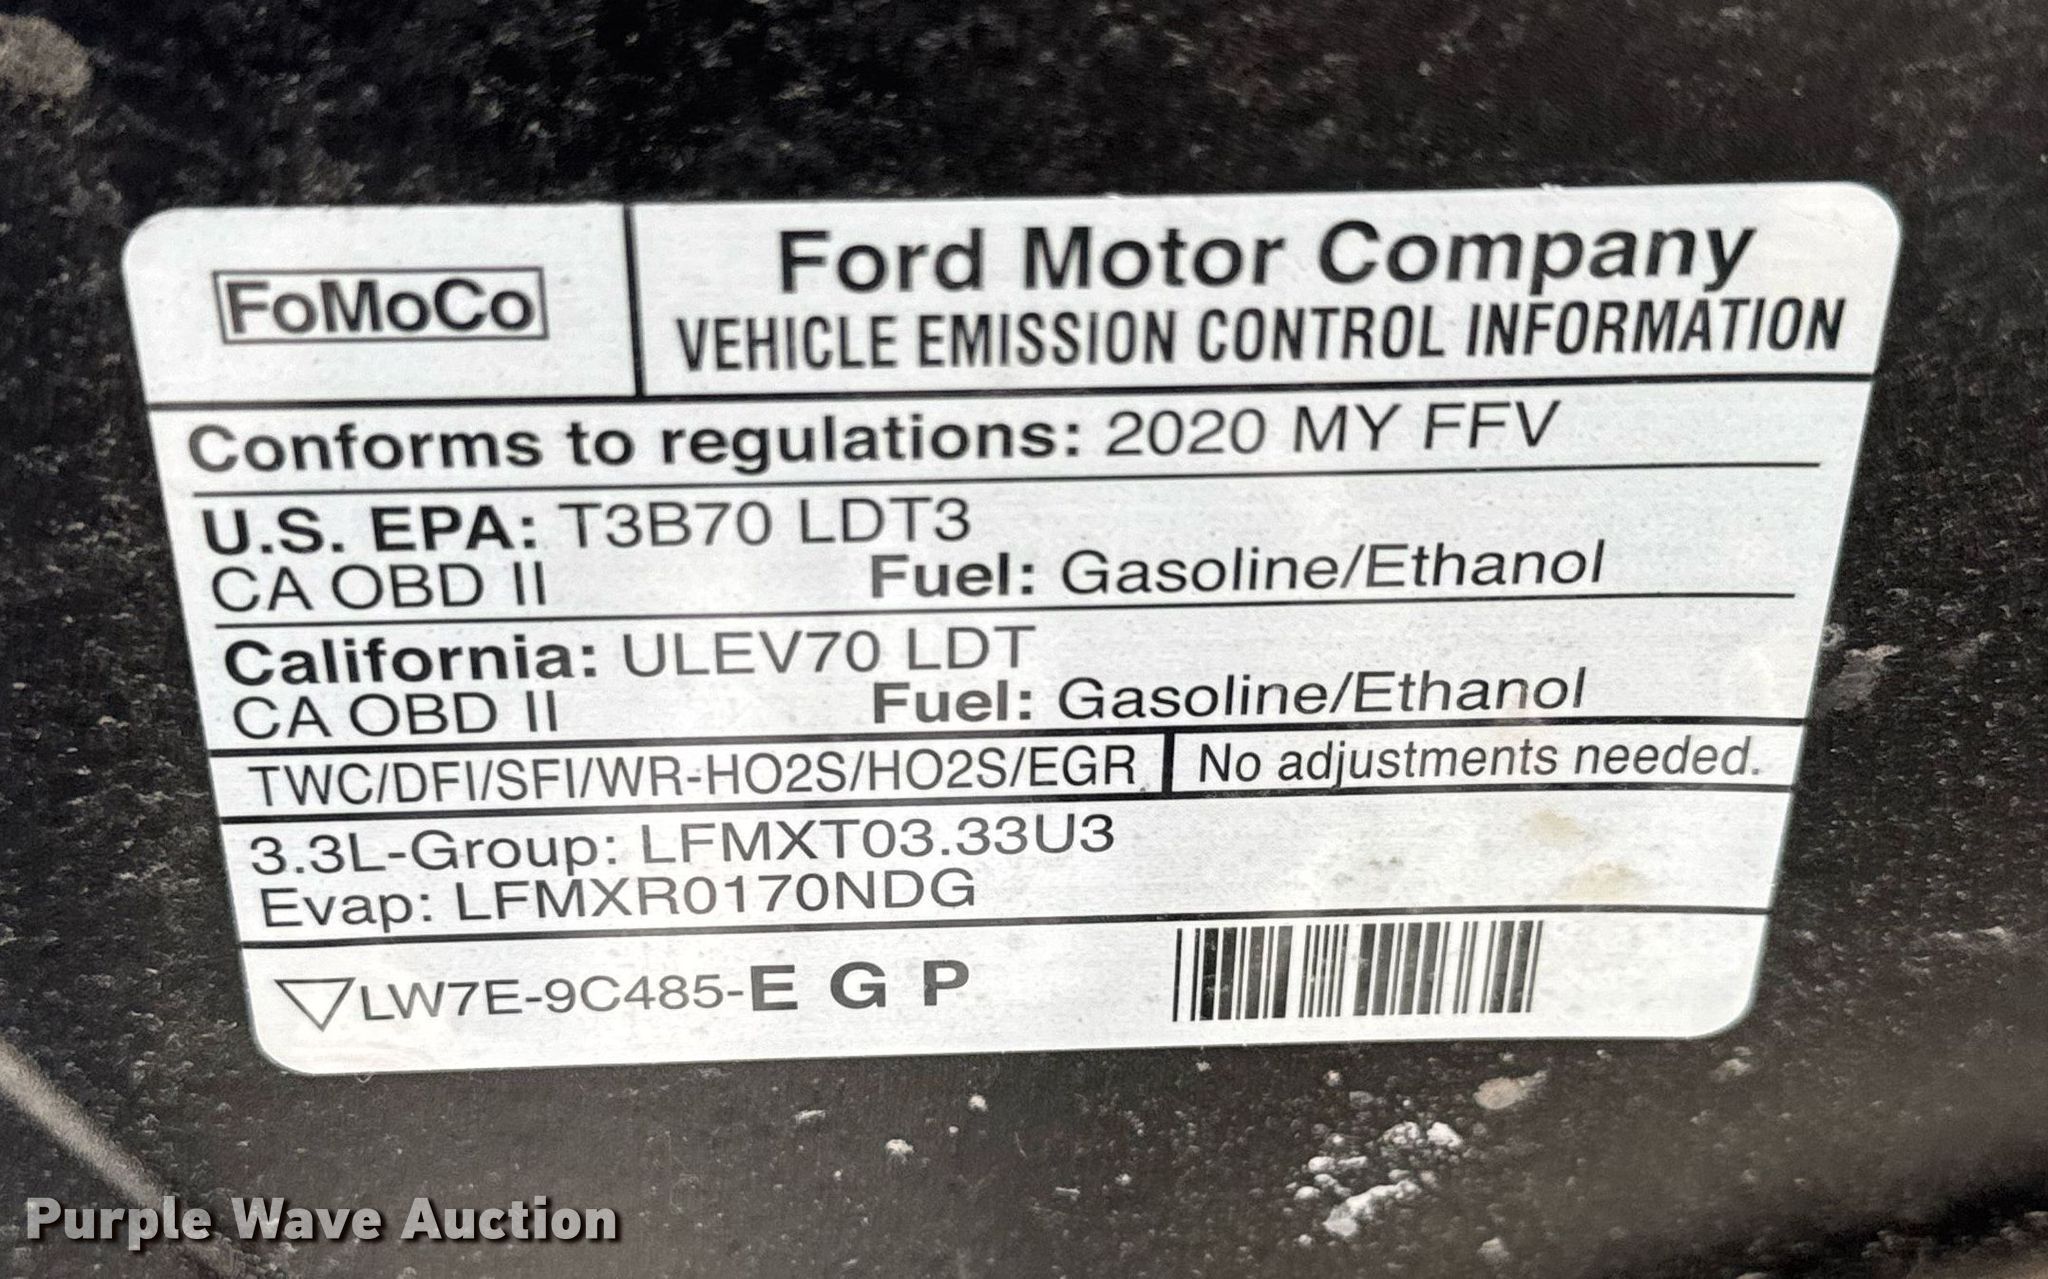 FoMoCo
Ford Motor Company
VEHICLE EMISSION CONTROL INFORMATION
Conforms to regulations: 2020 MY FFV
U.S. EPA: T3B70 LDT3
CA OBD II Fuel: Gasoline/Ethanol
California: ULEV70 LDT
CA OBD II Fuel: Gasoline/Ethanol
TWC/DFI/SFI/WR-HO2S/HO2S/EGR No adjustments needed.
3.3L-Group: LFMXT03.33U3
Evap: LFMXR0170NDG
LW7E-9C485-E G P
Purple Wave Auction